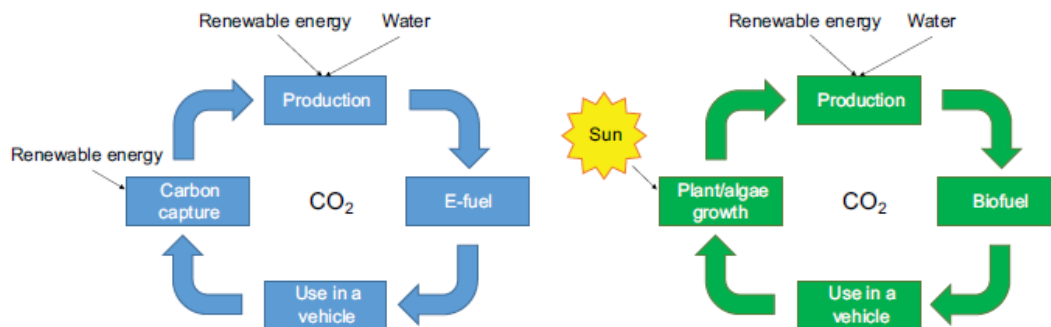 Renewable energy
Water
Production
Renewable energy
Carbon
capture
CO₂
E-fuel
Use in a
vehicle
Renewable energy
Water
Production
Sun
Plant/algae
growth
CO₂
Biofuel
Use in a
vehicle